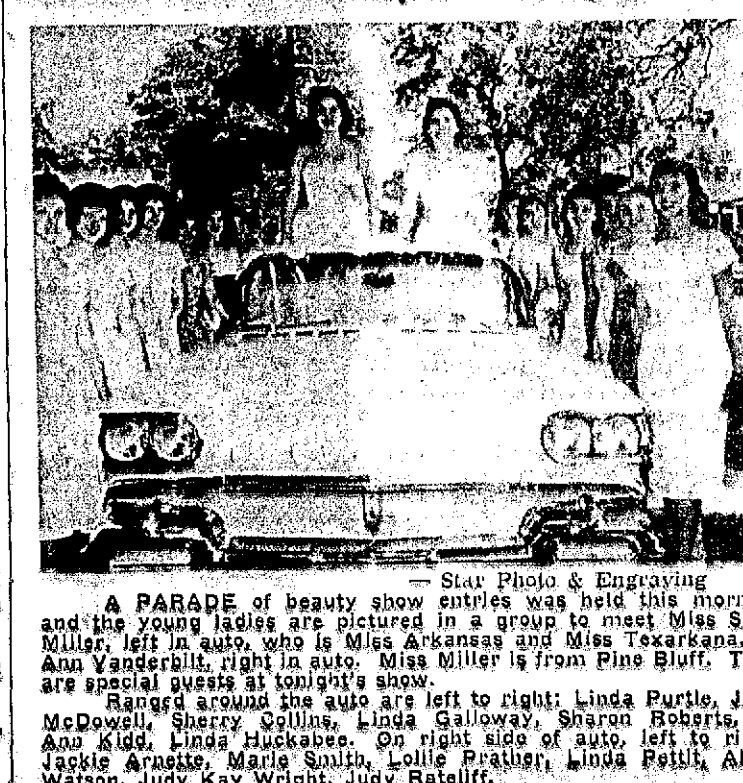 — Star Photo & Engraving
A PARADE of beauty show entries was held this morn
and the young ladies are pictured in a group to meet Miss S
Miller, left in auto, who is Miss Arkansas and Miss Texarkana,
Ann Vanderbilt, right in auto. Miss Miller is from Pine Bluff. T
are special guests at tonight's show.
Ranged around the auto are left to right: Linda Purtle, J
McDowell, Sherry Collins, Linda Galloway, Sharon Roberts,
Ann Kidd, Linda Huckabee. On right side of auto, left to ri
Jackie Arnette, Marie Smith, Lollie Prather, Linda Pettit, Al
Watson, Judy Kay Wright, Judy Rateliff.